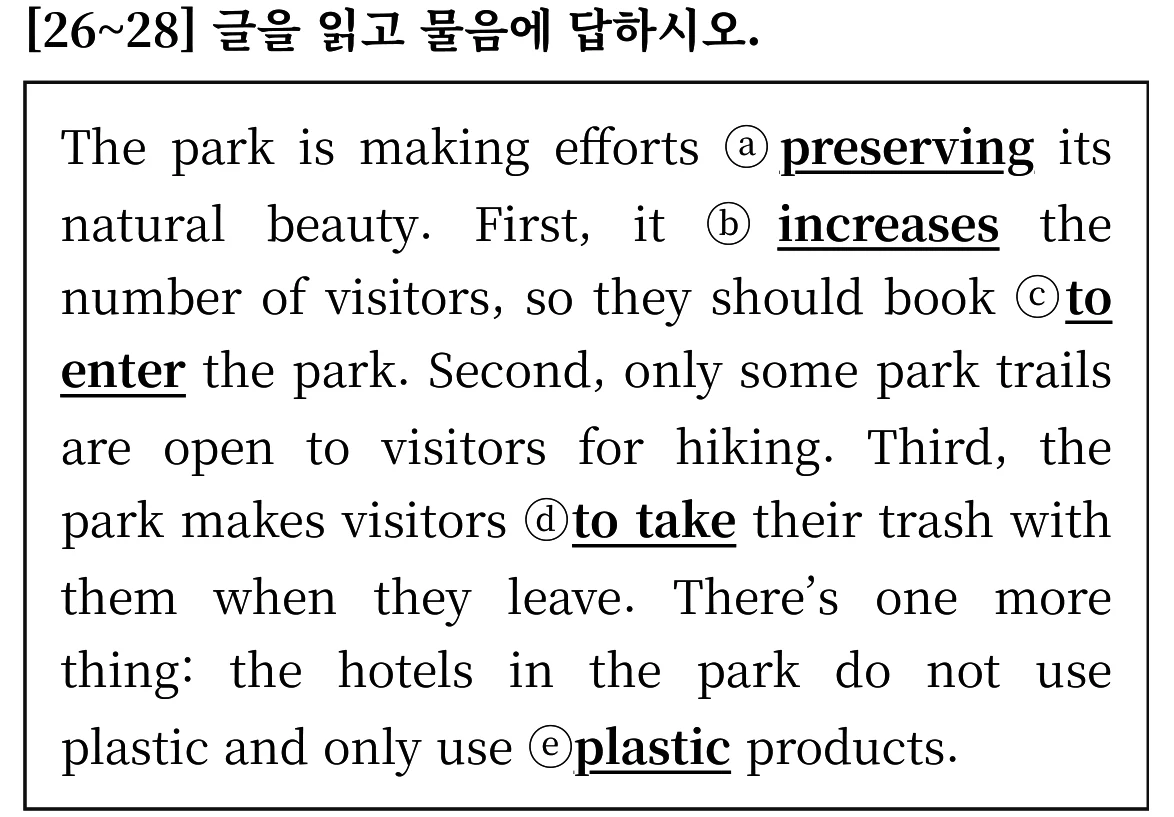 [26~28] 글을 읽고 물음에 답하시오.
The park is making efforts ⓐ preserving its
natural beauty. First, it ⓑ increases the
number of visitors, so they should book ⓒto
enter the park. Second, only some park trails
are open to visitors for hiking. Third, the
park makes visitors ⓓto take their trash with
them when they leave. There’s one more
thing: the hotels in the park do not use
plastic and only use ⓔplastic products.